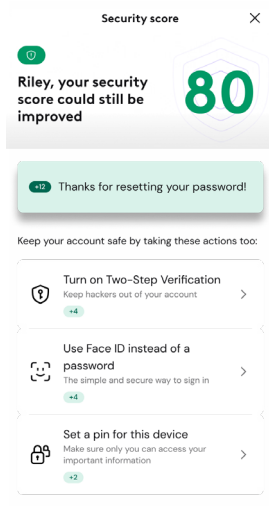 Security score
Riley, your security
score could still be
improved
80
+12 Thanks for resetting your password!
Keep your account safe by taking these actions too:
Turn on Two-Step Verification
Keep hackers out of your account
+4
Use Face ID instead of a
password
The simple and secure way to sign in
+4
Set a pin for this device
Make sure only you can access your
important information
+2